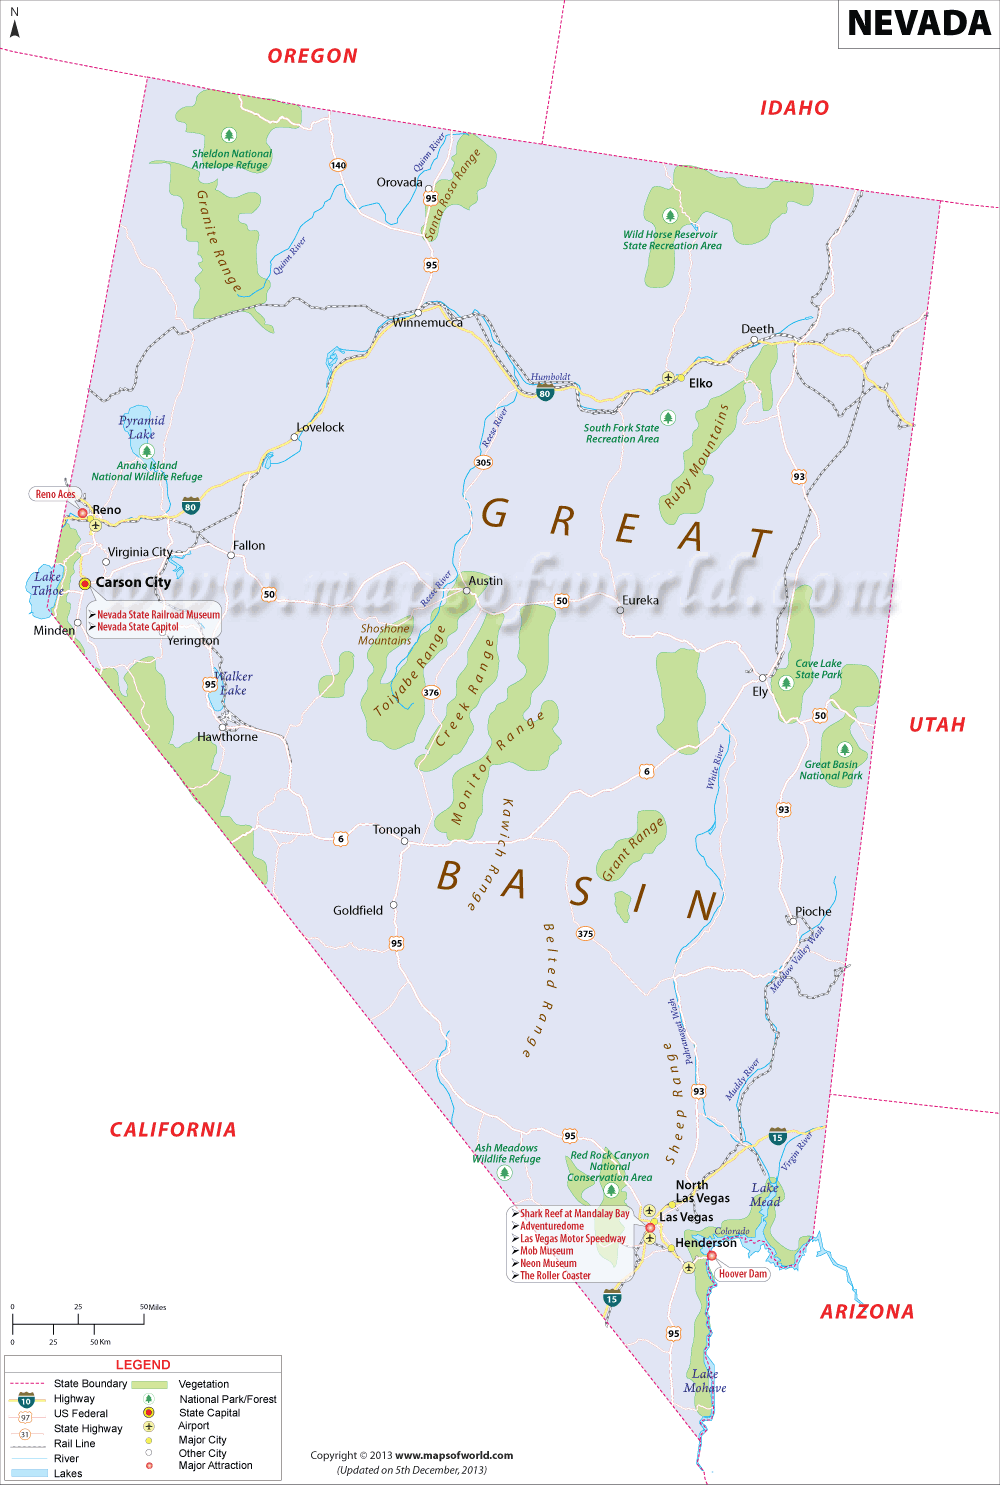 N
NEVADA
OREGON
IDAHO
Sheldon National
Antelope Refuge
140
Quinn River
Orovada
95
Santa Rosa Range
Granite Range
Quinn River
95
Wild Horse Reservoir
State Recreation Area
Winnemucca
Deeth
Humboldt
80
Elko
Pyramid
Lake
Lovelock
Reese River
South Fork State
Recreation Area
Ruby Mountains
Anaho Island
National Wildlife Refuge
305
93
Reno Aces
Reno
80
GREAT
Virginia City
Fallon
Lake
Tahoe
Carson City
www.mapsofworld.com
Reese River
Austin
50
50
Eureka
Nevada State Railroad Museum
Nevada State Capitol
Minden
Yerington
Shoshone
Mountains
Toiyabe Range
Creek Range
Monitor Range
376
95
Walker
Lake
Hawthorne
Cave Lake
State Park
Ely
50
UTAH
Great Basin
National Park
White River
6
93
Kawich Range
Grant Range
6
Tonopah
BASIN
Goldfield
Pioche
95
375
Belted Range
Meadow Valley Wash
Pahranagat Wash
Sheep Range
Muddy River
93
CALIFORNIA
95
15
Virgin River
Ash Meadows
Wildlife Refuge
Red Rock Canyon
National
Conservation Area
North
Las Vegas
Lake
Mead
Las Vegas
Shark Reef at Mandalay Bay
Adventuredome
Las Vegas Motor Speedway
Mob Museum
Neon Museum
The Roller Coaster
Colorado
Henderson
Hoover Dam
15
ARIZONA
95
Lake
Mohave
0 25 50 Miles
0 25 50 Km
LEGEND
State Boundary
Vegetation
10
Highway
National Park/Forest
97
US Federal
State Capital
31
State Highway
Airport
Rail Line
Major City
River
Other City
Lakes
Major Attraction
Copyright © 2013 www.mapsofworld.com
(Updated on 5th December, 2013)